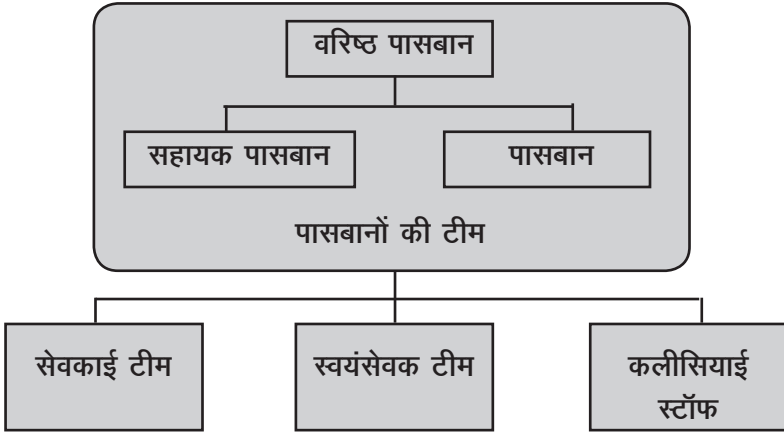 वरिष्ठ पासबान
सहायक पासबान
पासबान
पासबानों की टीम
सेवकाई टीम
स्वयंसेवक टीम
कलीसियाई
स्टॉफ